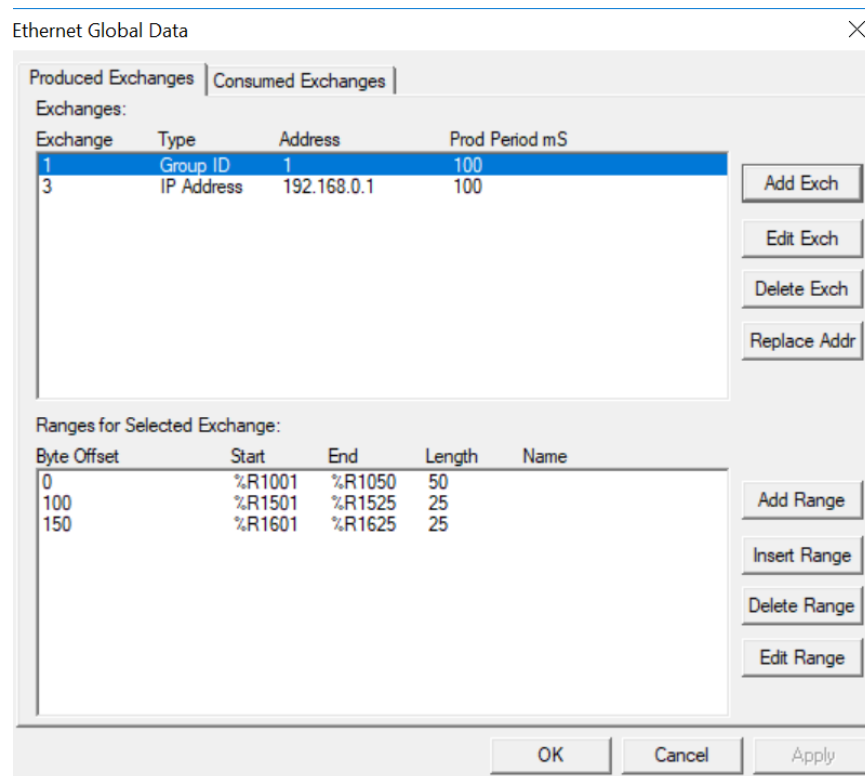 Ethernet Global Data
Produced Exchanges Consumed Exchanges
Exchanges:
Exchange Type Address Prod Period mS
1 Group ID 1 100
3 IP Address 192.168.0.1 100
Add Exch
Edit Exch
Delete Exch
Replace Addr
Ranges for Selected Exchange:
Byte Offset Start End Length Name
0 %R1001 %R1050 50
100 %R1501 %R1525 25
150 %R1601 %R1625 25
Add Range
Insert Range
Delete Range
Edit Range
OK Cancel Apply